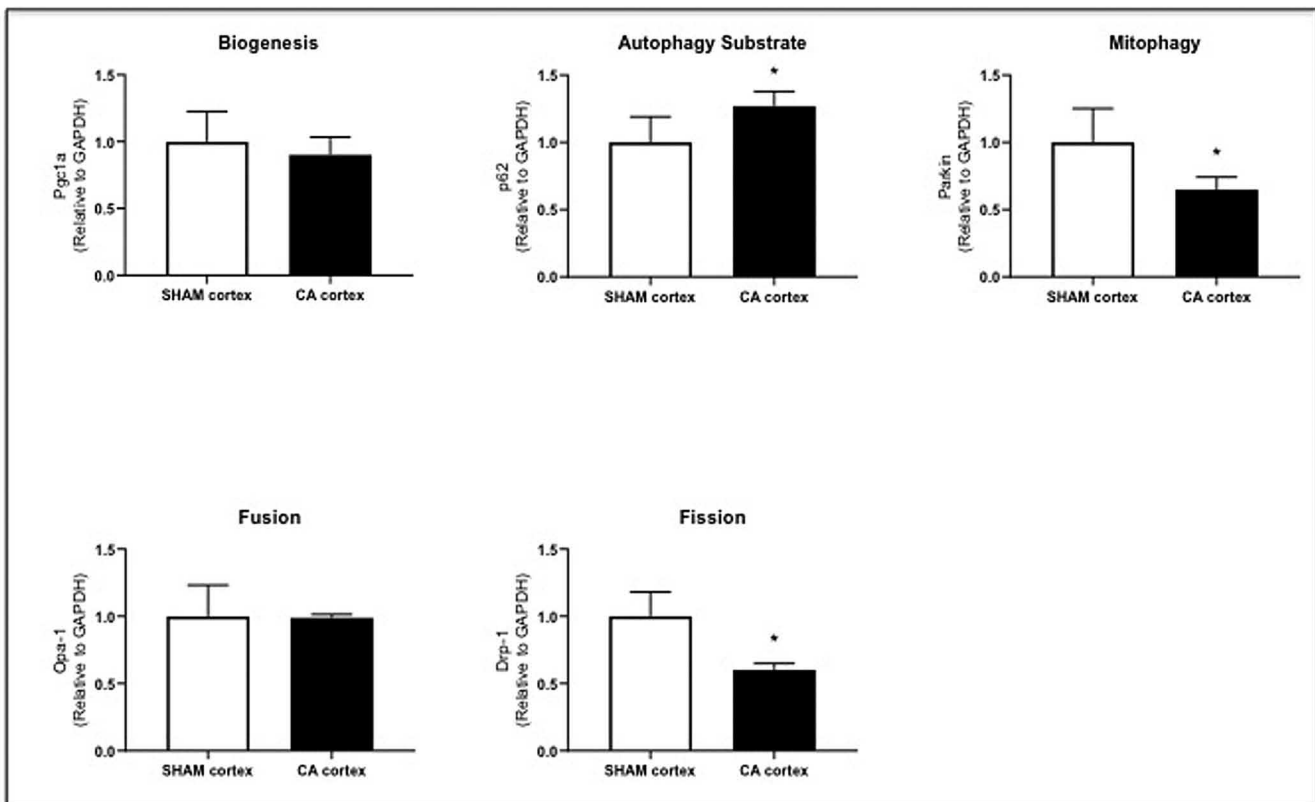 Biogenesis
Pgc1a
(Relative to GAPDH)
1.5
1.0
0.5
0.0
SHAM cortex
CA cortex
Autophagy Substrate
p62
(Relative to GAPDH)
1.5
1.0
0.5
0.0
*
SHAM cortex
CA cortex
Mitophagy
Parkin
(Relative to GAPDH)
1.5
1.0
0.5
0.0
*
SHAM cortex
CA cortex
Fusion
Opa-1
(Relative to GAPDH)
1.5
1.0
0.5
0.0
SHAM cortex
CA cortex
Fission
Drp-1
(Relative to GAPDH)
1.5
1.0
0.5
0.0
*
SHAM cortex
CA cortex